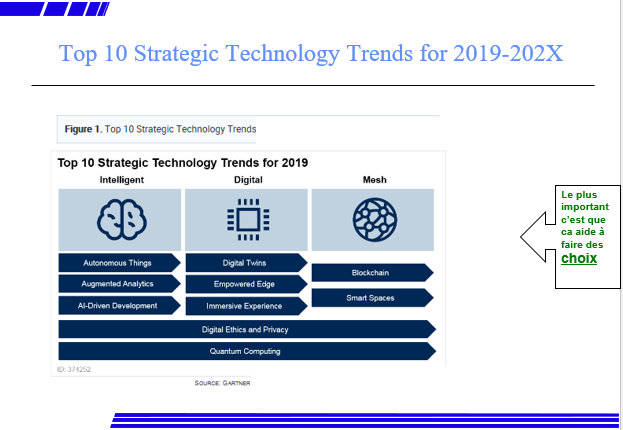 Top 10 Strategic Technology Trends for 2019-202X
Figure 1. Top 10 Strategic Technology Trends
Top 10 Strategic Technology Trends for 2019
Intelligent
Digital
Mesh
Autonomous Things
Augmented Analytics
AI-Driven Development
Digital Twins
Empowered Edge
Immersive Experience
Blockchain
Smart Spaces
Digital Ethics and Privacy
Quantum Computing
ID: 374252
SOURCE: GARTNER
Le plus
important
c'est que
ca aide à
faire des
choix